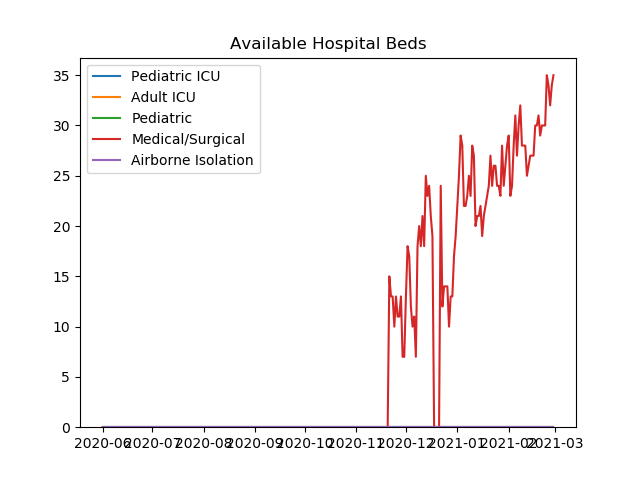 Available Hospital Beds
Pediatric ICU
Adult ICU
Pediatric
Medical/Surgical
Airborne Isolation
35
30
25
20
15
10
5
0
2020-06 2020-07 2020-08 2020-09 2020-10 2020-11 2020-12 2021-01 2021-02 2021-03